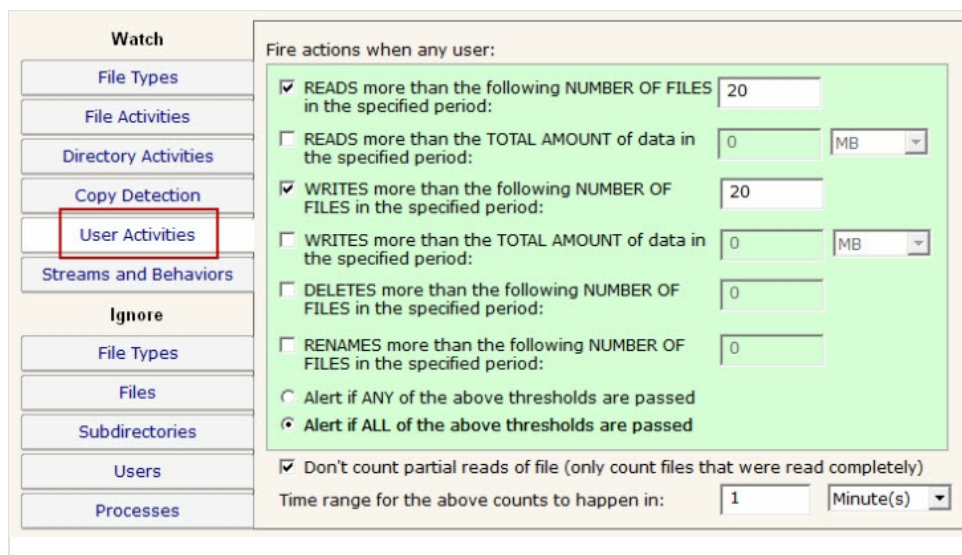 Watch
File Types
File Activities
Directory Activities
Copy Detection
User Activities
Streams and Behaviors
Ignore
File Types
Files
Subdirectories
Users
Processes
Fire actions when any user:
READS more than the following NUMBER OF FILES 20
in the specified period:
READS more than the TOTAL AMOUNT of data in 0 MB
the specified period:
WRITES more than the following NUMBER OF 20
FILES in the specified period:
WRITES more than the TOTAL AMOUNT of data in 0 MB
the specified period:
DELETES more than the following NUMBER OF 0
FILES in the specified period:
RENAMES more than the following NUMBER OF 0
FILES in the specified period:
Alert if ANY of the above thresholds are passed
Alert if ALL of the above thresholds are passed
Don't count partial reads of file (only count files that were read completely)
Time range for the above counts to happen in: 1 Minute(s)